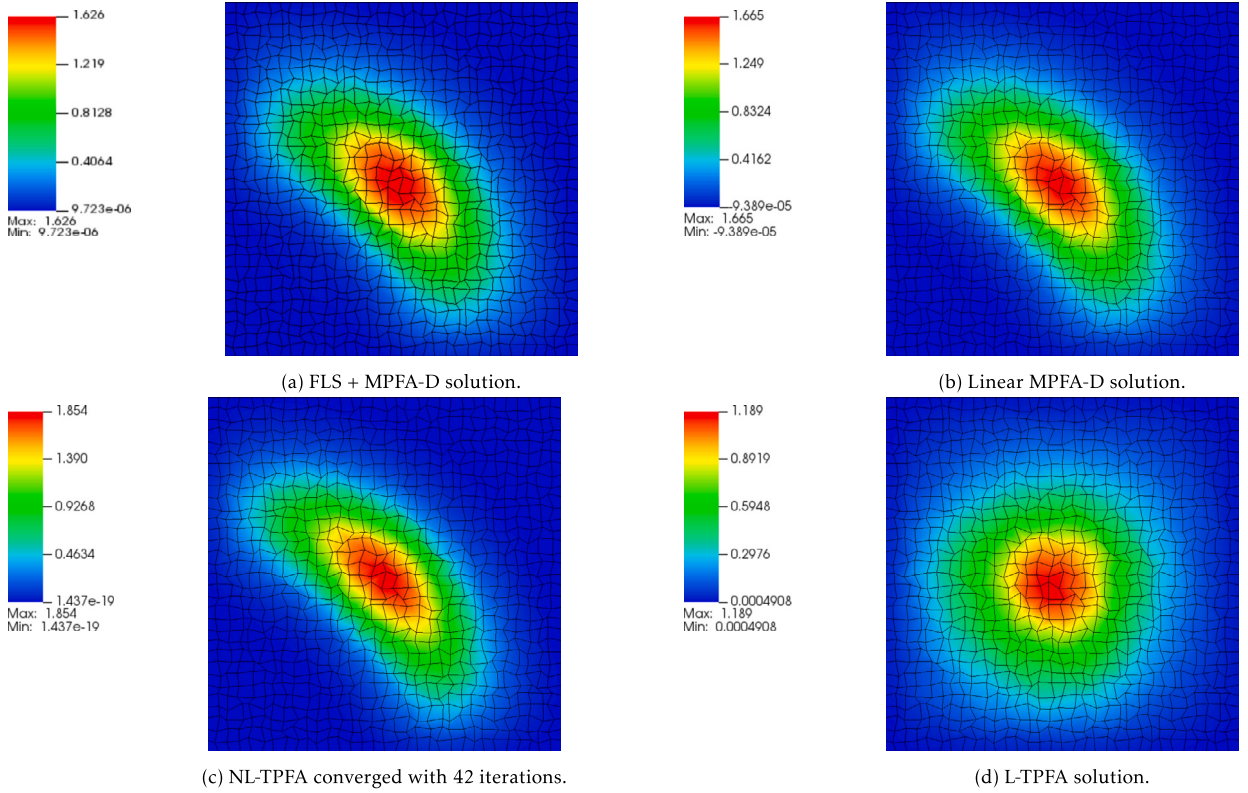 1.626
1.219
0.8128
0.4064
9.723e-06
Max: 1.626
Min: 9.723e-06
(a) FLS + MPFA-D solution.
1.665
1.249
0.8324
0.4162
-9.389e-05
Max: 1.665
Min: -9.389e-05
(b) Linear MPFA-D solution.
1.854
1.390
0.9268
0.4634
1.437e-19
Max: 1.854
Min: 1.437e-19
(c) NL-TPFA converged with 42 iterations.
1.189
0.8919
0.5948
0.2976
0.0004908
Max: 1.189
Min: 0.0004908
(d) L-TPFA solution.